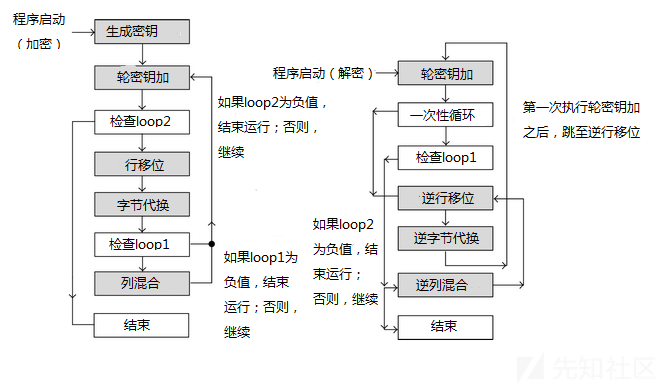 程序启动
（加密）
生成密钥
轮密钥加
检查loop2
行移位
字节代换
检查loop1
列混合
结束
如果loop2为负值，
结束运行；否则，
继续
如果loop1为
负值，结束
运行；否则，
继续
程序启动（解密）
轮密钥加
一次性循环
检查loop1
逆行移位
逆字节代换
逆列混合
结束
如果loop2
为负值，结
束运行；
否则，继续
第一次执行轮密钥加
之后，跳至逆行移位
先知社区